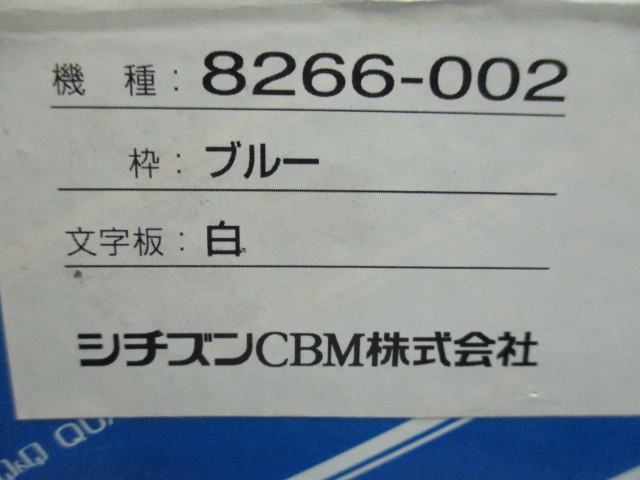 機 種 : 8266-002
枠 : ブルー
文字板 : 白
シチズンCBM株式会社
Q QU